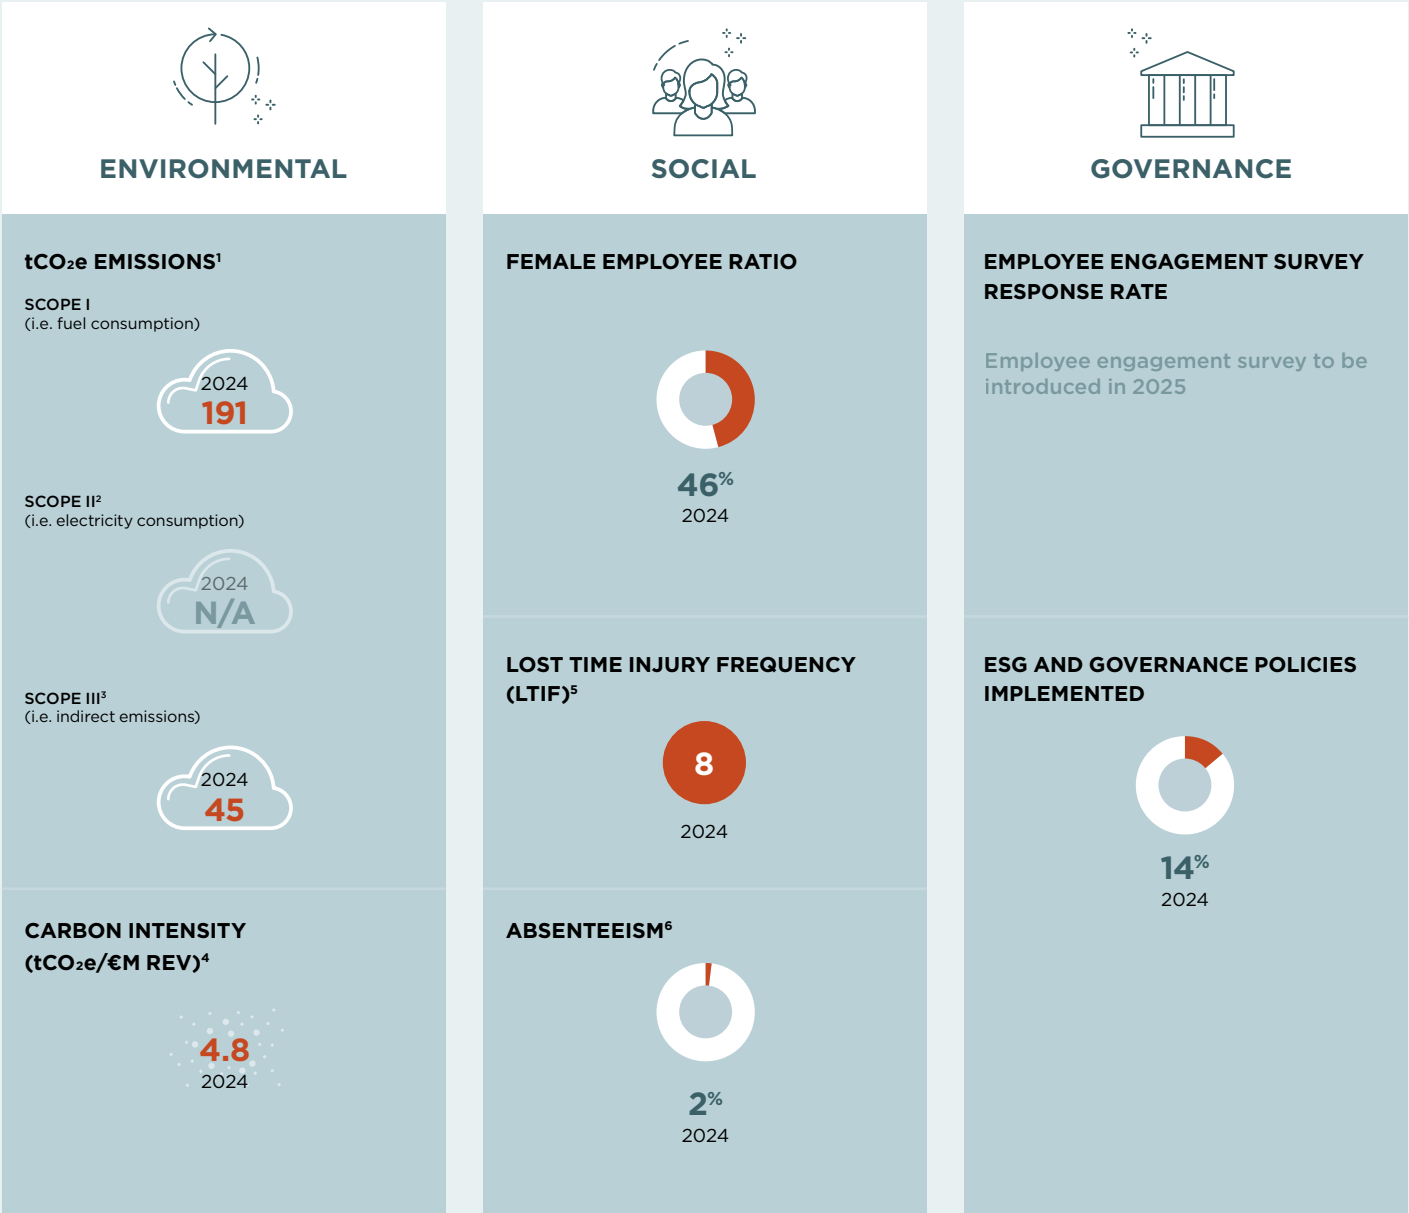 ENVIRONMENTAL
tCO₂e EMISSIONS¹
SCOPE I
(i.e. fuel consumption)
2024
191
SCOPE II²
(i.e. electricity consumption)
2024
N/A
SCOPE III³
(i.e. indirect emissions)
2024
45
CARBON INTENSITY
(tCO₂e/€M REV)⁴
4.8
2024
SOCIAL
FEMALE EMPLOYEE RATIO
46%
2024
LOST TIME INJURY FREQUENCY
(LTIF)⁵
8
2024
ABSENTEEISM⁶
2%
2024
GOVERNANCE
EMPLOYEE ENGAGEMENT SURVEY
RESPONSE RATE
Employee engagement survey to be
introduced in 2025
ESG AND GOVERNANCE POLICIES
IMPLEMENTED
14%
2024